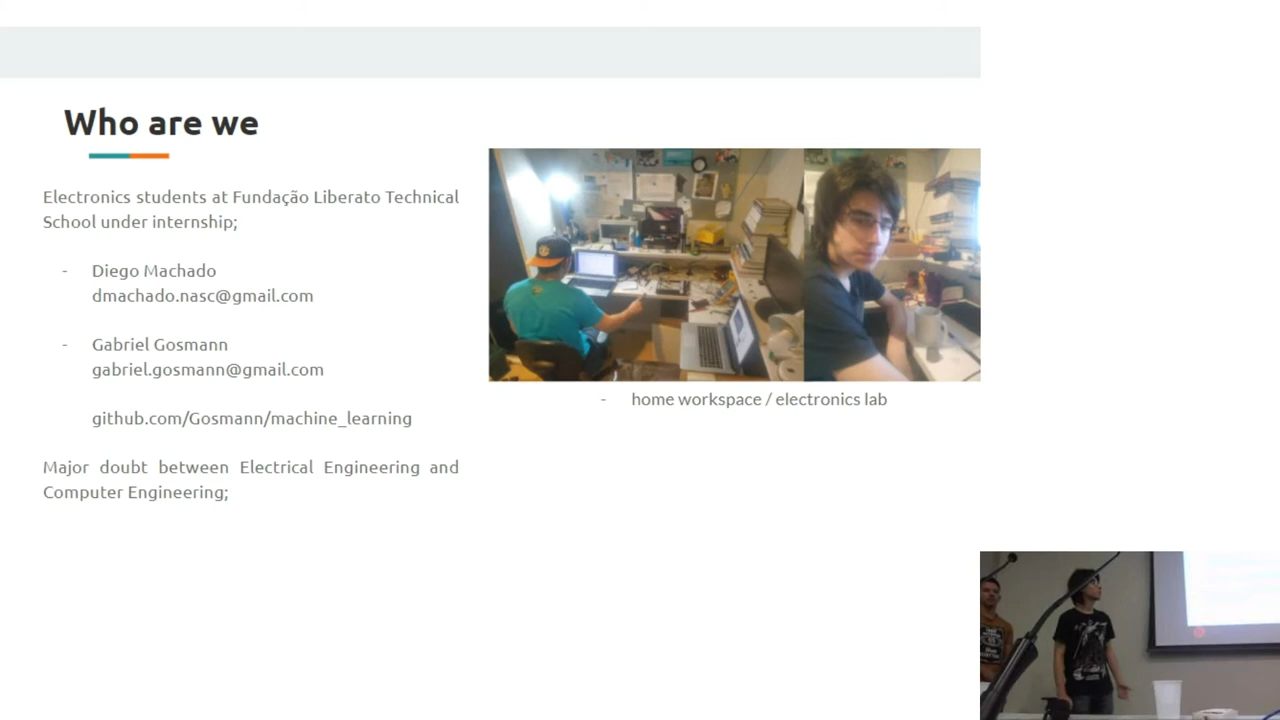 Who are we
Electronics students at Fundação Liberato Technical
School under internship;
- Diego Machado
dmachado.nasc@gmail.com
- Gabriel Gosmann
gabriel.gosmann@gmail.com
github.com/Gosmann/machine_learning
Major doubt between Electrical Engineering and
Computer Engineering;
- home workspace / electronics lab